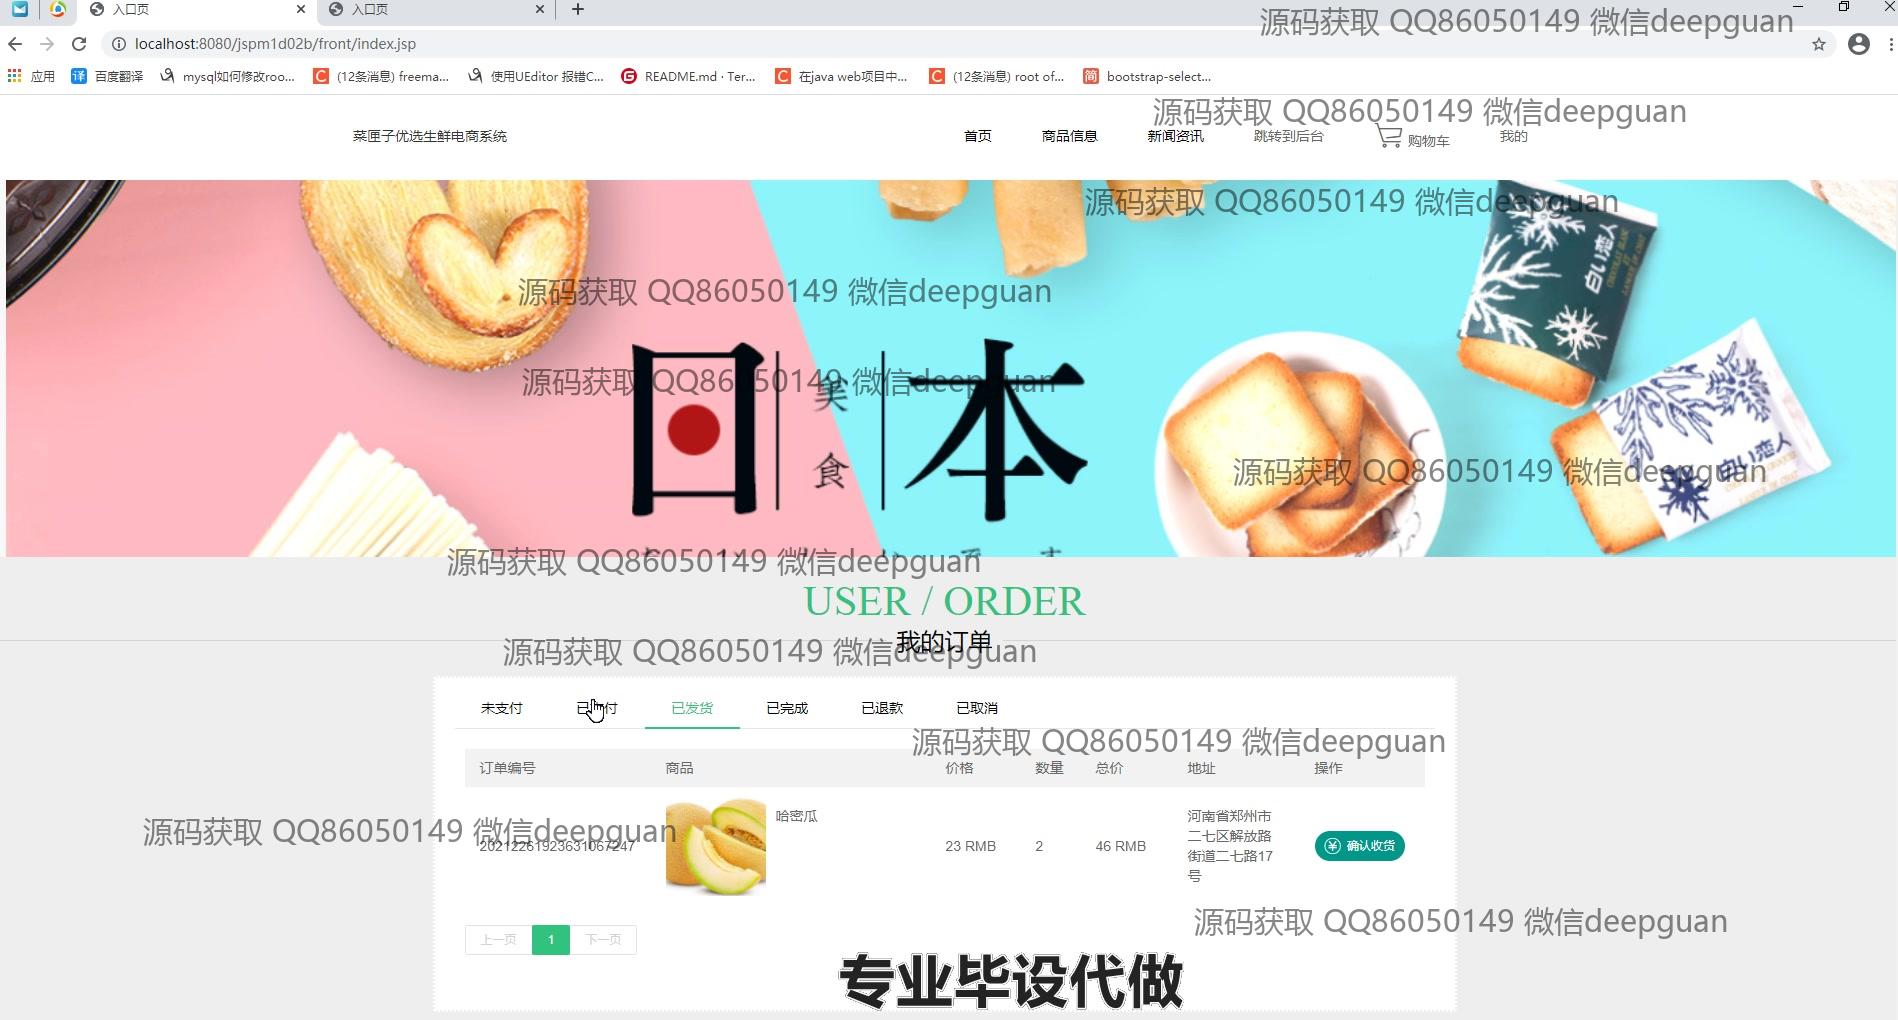 入口页
入口页
源码获取 QQ86050149 微信deepguan
localhost:8080/jspm1d02b/front/index.jsp
应用 百度翻译 mysql如何修改roo... (12条消息) freema... 使用UEditor 报错C... README.md · Ter... 在java web项目中... (12条消息) root of... bootstrap-select...
源码获取 QQ86050149 微信deepguan
菜匣子优选生鲜电商系统 首页 商品信息 新闻资讯 跳转到后台 购物车 我的
源码获取 QQ86050149 微信deepguan
白い恋人
源码获取 QQ86050149 微信deepguan
源码获取 QQ86050149 微信deepguan
日 美食 本
白い恋人
源码获取 QQ86050149 微信deepguan
源码获取 QQ86050149 微信deepguan
USER / ORDER
我的订单
源码获取 QQ86050149 微信deepguan
未支付 已支付 已发货 已完成 已退款 已取消
源码获取 QQ86050149 微信deepguan
订单编号 商品 价格 数量 总价 地址 操作
哈密瓜
源码获取 QQ86050149 微信deepguan
20212261923631067247 23 RMB 2 46 RMB
河南省郑州市
二七区解放路
街道二七路17
号
确认收货
源码获取 QQ86050149 微信deepguan
上一页 1 下一页
专业毕设代做